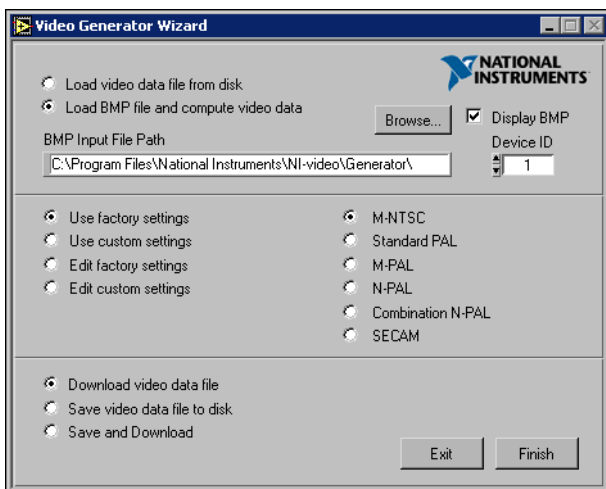 Video Generator Wizard
NATIONAL
INSTRUMENTS
Load video data file from disk
Load BMP file and compute video data
Browse...
Display BMP
BMP Input File Path
Device ID
C:\Program Files\National Instruments\NI-video\Generator\
1
Use factory settings
Use custom settings
Edit factory settings
Edit custom settings
M-NTSC
Standard PAL
M-PAL
N-PAL
Combination N-PAL
SECAM
Download video data file
Save video data file to disk
Save and Download
Exit
Finish